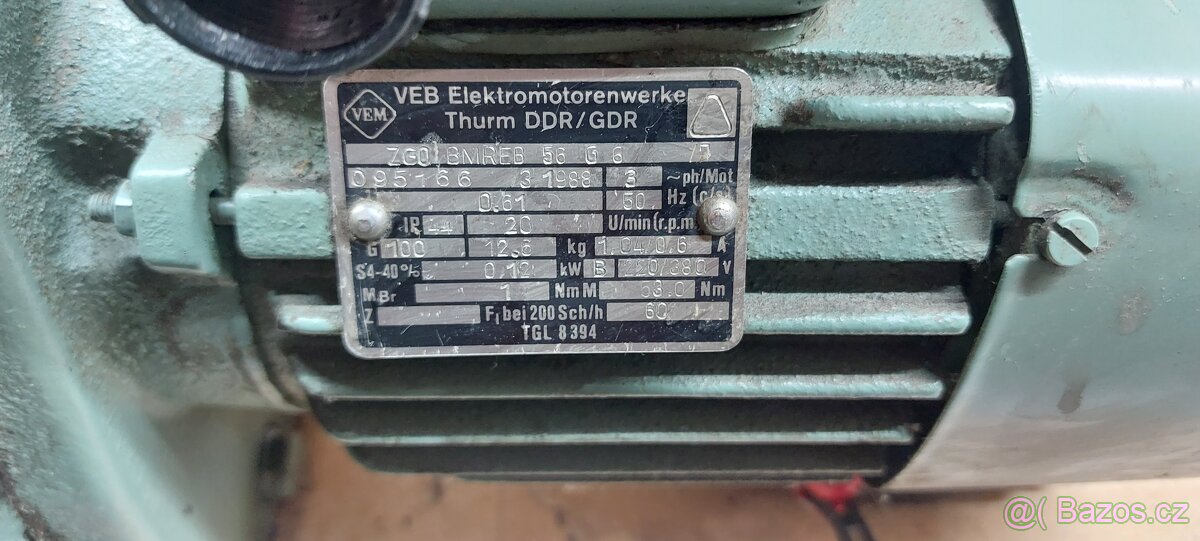 VEM VEB Elektromotorenwerke
Thurm DDR/GDR
BMREB 56 G 6
095166 3 1988 3 ~ph/Mot
0.61 50 Hz (c/s)
IP 44 20 U/min(r.p.m
G 100 12.6 kg 1.04/0.6 A
S4-40% 0.12 kW B 220/380 V
MBr 1 Nm M 58.0 Nm
Z FI bei 200 Sch/h 60
TGL 8394
Bazos.cz